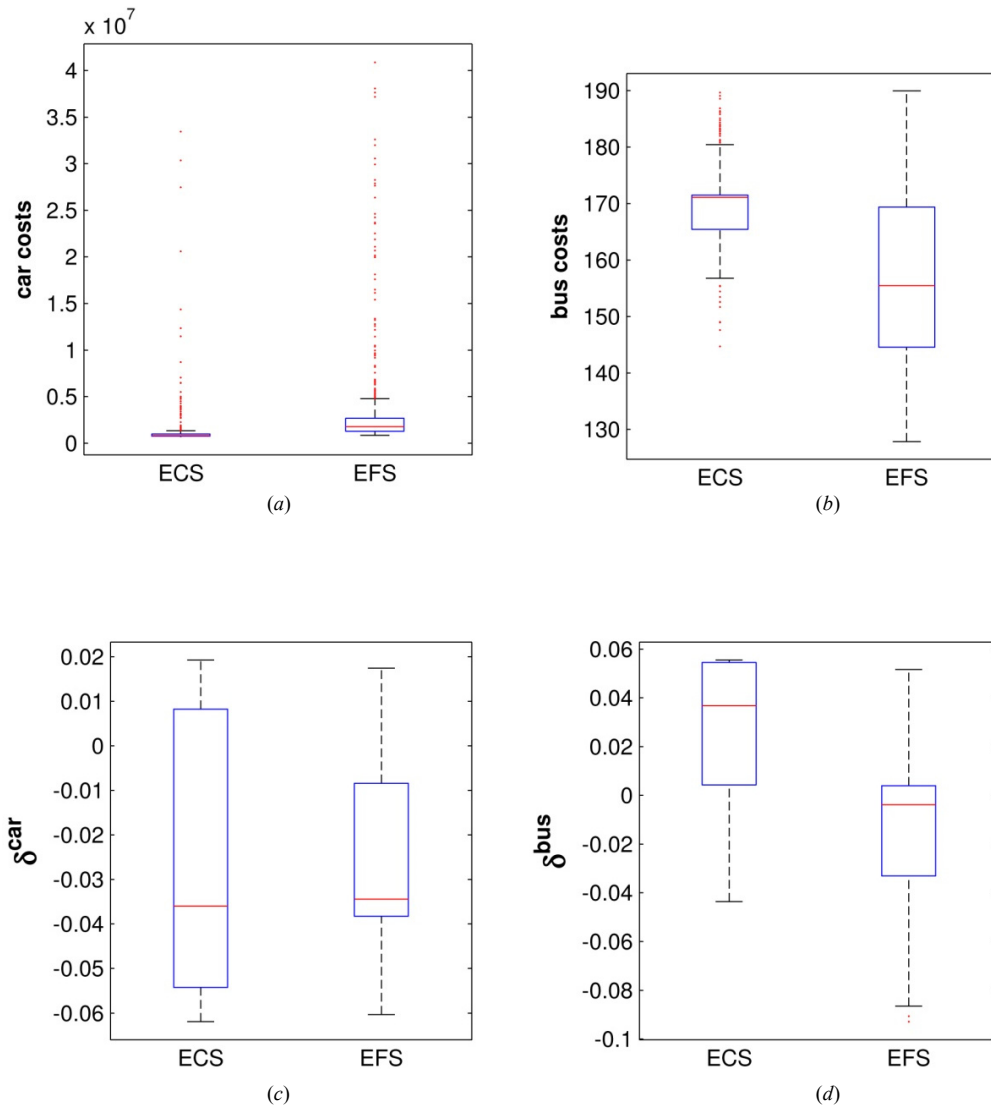 x 10^7
4
3.5
3
2.5
2
1.5
1
0.5
0
car costs
ECS EFS
(a)
190
180
170
160
150
140
130
bus costs
ECS EFS
(b)
0.02
0.01
0
-0.01
-0.02
-0.03
-0.04
-0.05
-0.06
δ^car
ECS EFS
(c)
0.06
0.04
0.02
0
-0.02
-0.04
-0.06
-0.08
-0.1
δ^bus
ECS EFS
(d)